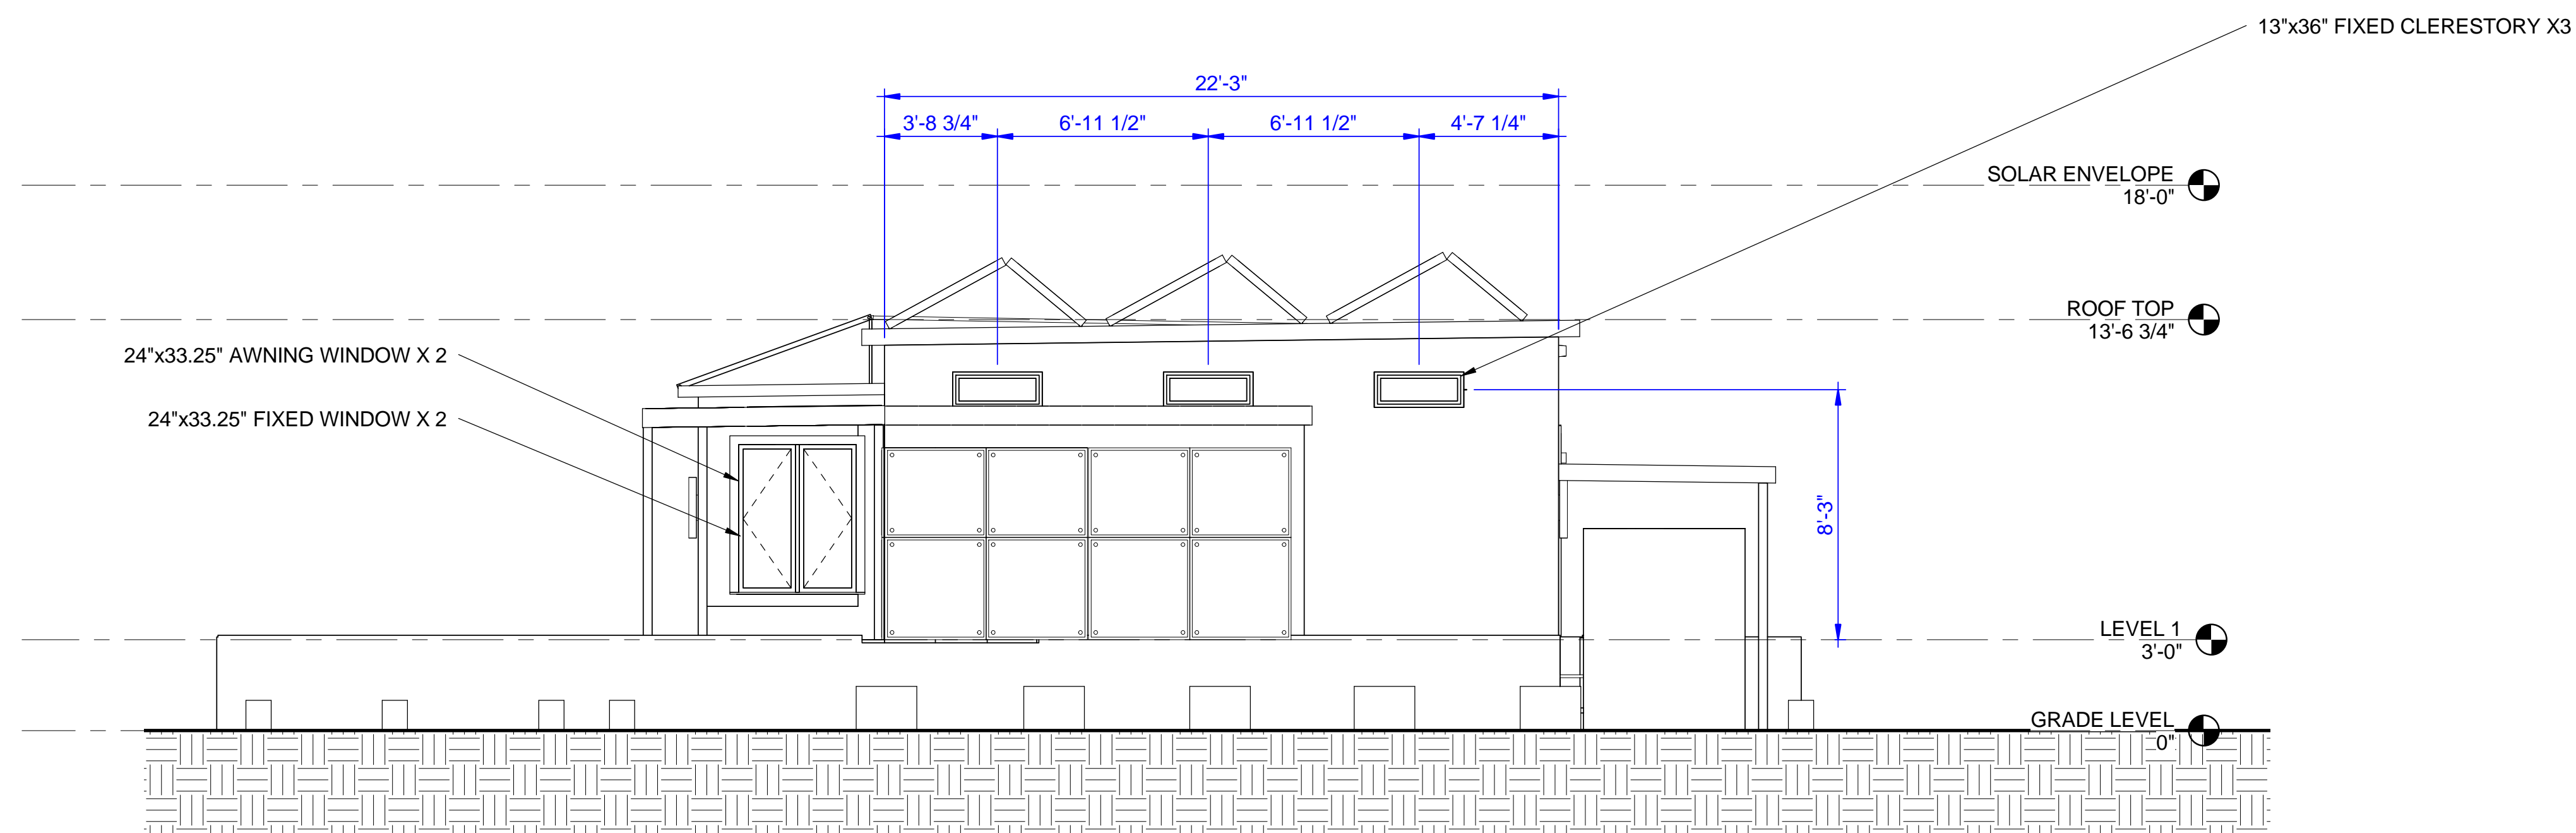 13"x36" FIXED CLERESTORY X3
22'-3"
3'-8 3/4"
6'-11 1/2"
6'-11 1/2"
4'-7 1/4"
SOLAR ENVELOPE
18'-0"
ROOF TOP
13'-6 3/4"
24"x33.25" AWNING WINDOW X 2
24"x33.25" FIXED WINDOW X 2
8'-3"
LEVEL 1
3'-0"
GRADE LEVEL
0"